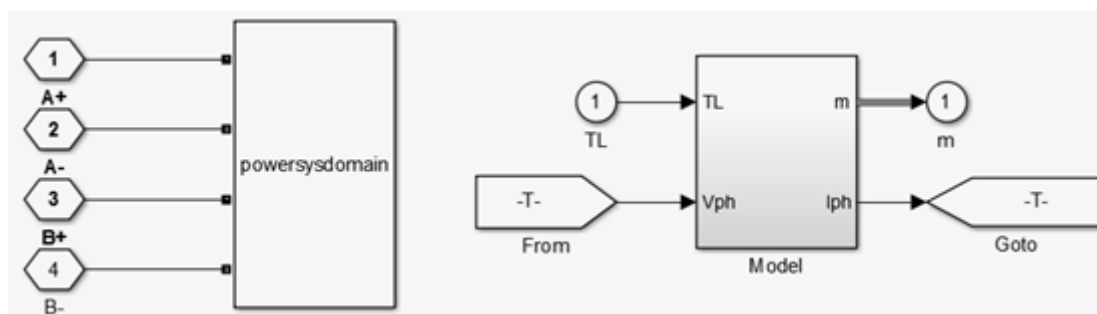 1
A+
2
A-
3
B+
4
B-
powersysdomain
1
TL
TL
m
1
m
-T-
From
Vph
Iph
-T-
Goto
Model